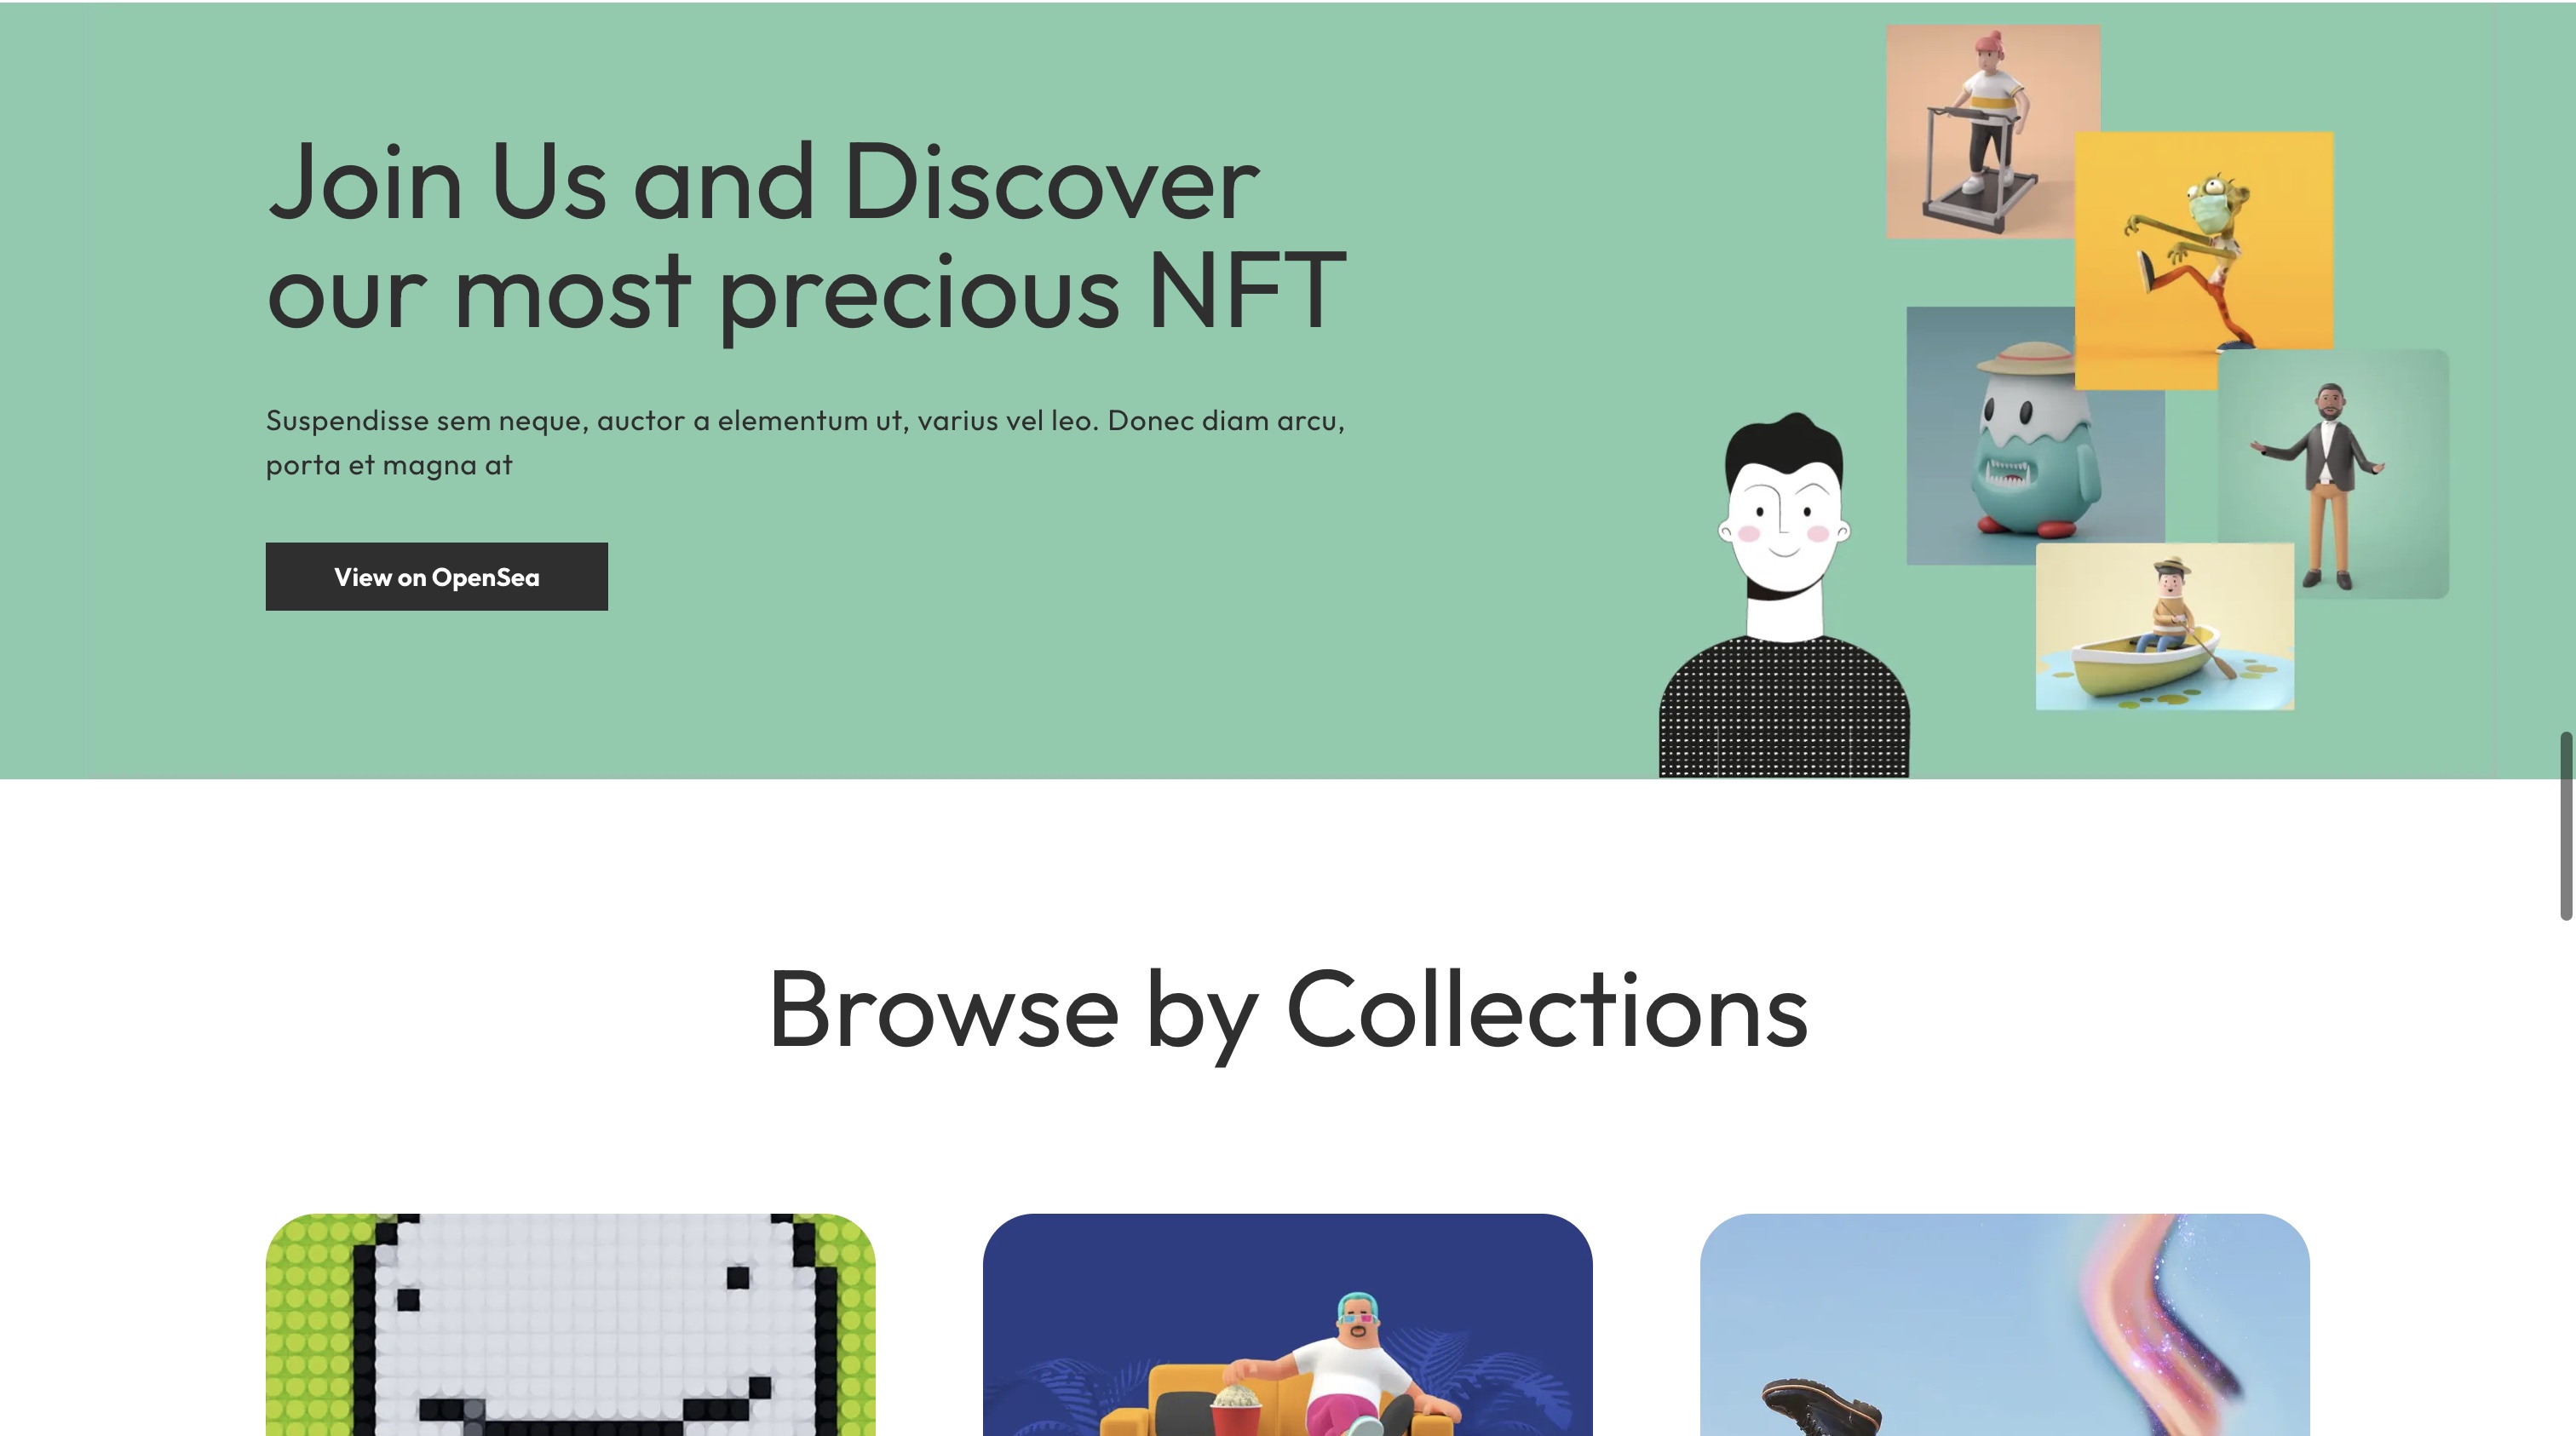 Join Us and Discover
our most precious NFT
Suspendisse sem neque, auctor a elementum ut, varius vel leo. Donec diam arcu,
porta et magna at
View on OpenSea
Browse by Collections